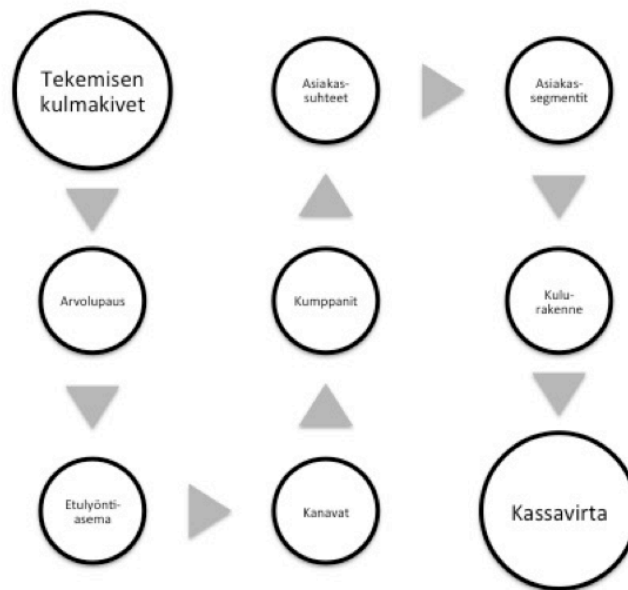 Tekemisen
kulmakivet
Arvolupaus
Etulyönti-
asema
Kanavat
Kumppanit
Asiakas-
suhteet
Asiakas-
segmentit
Kulu-
rakenne
Kassavirta